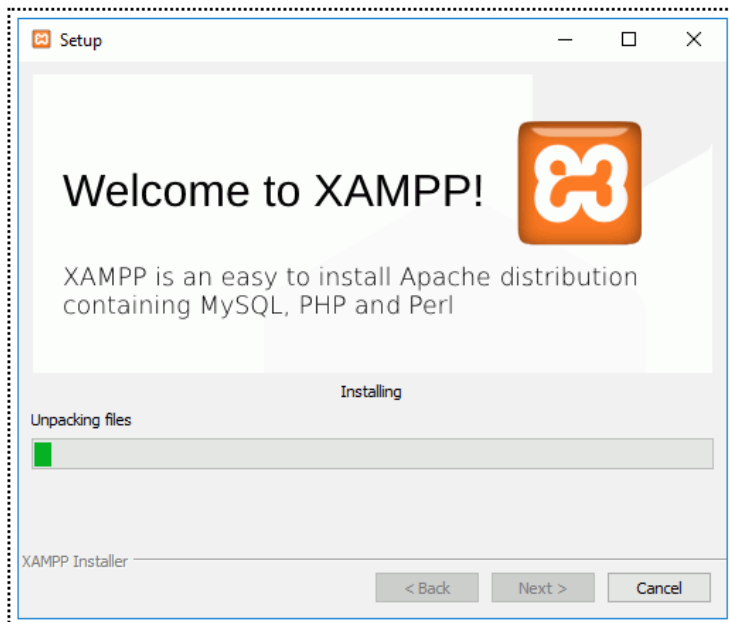 Setup
Welcome to XAMPP!
XAMPP is an easy to install Apache distribution
containing MySQL, PHP and Perl
Installing
Unpacking files
XAMPP Installer
< Back
Next >
Cancel